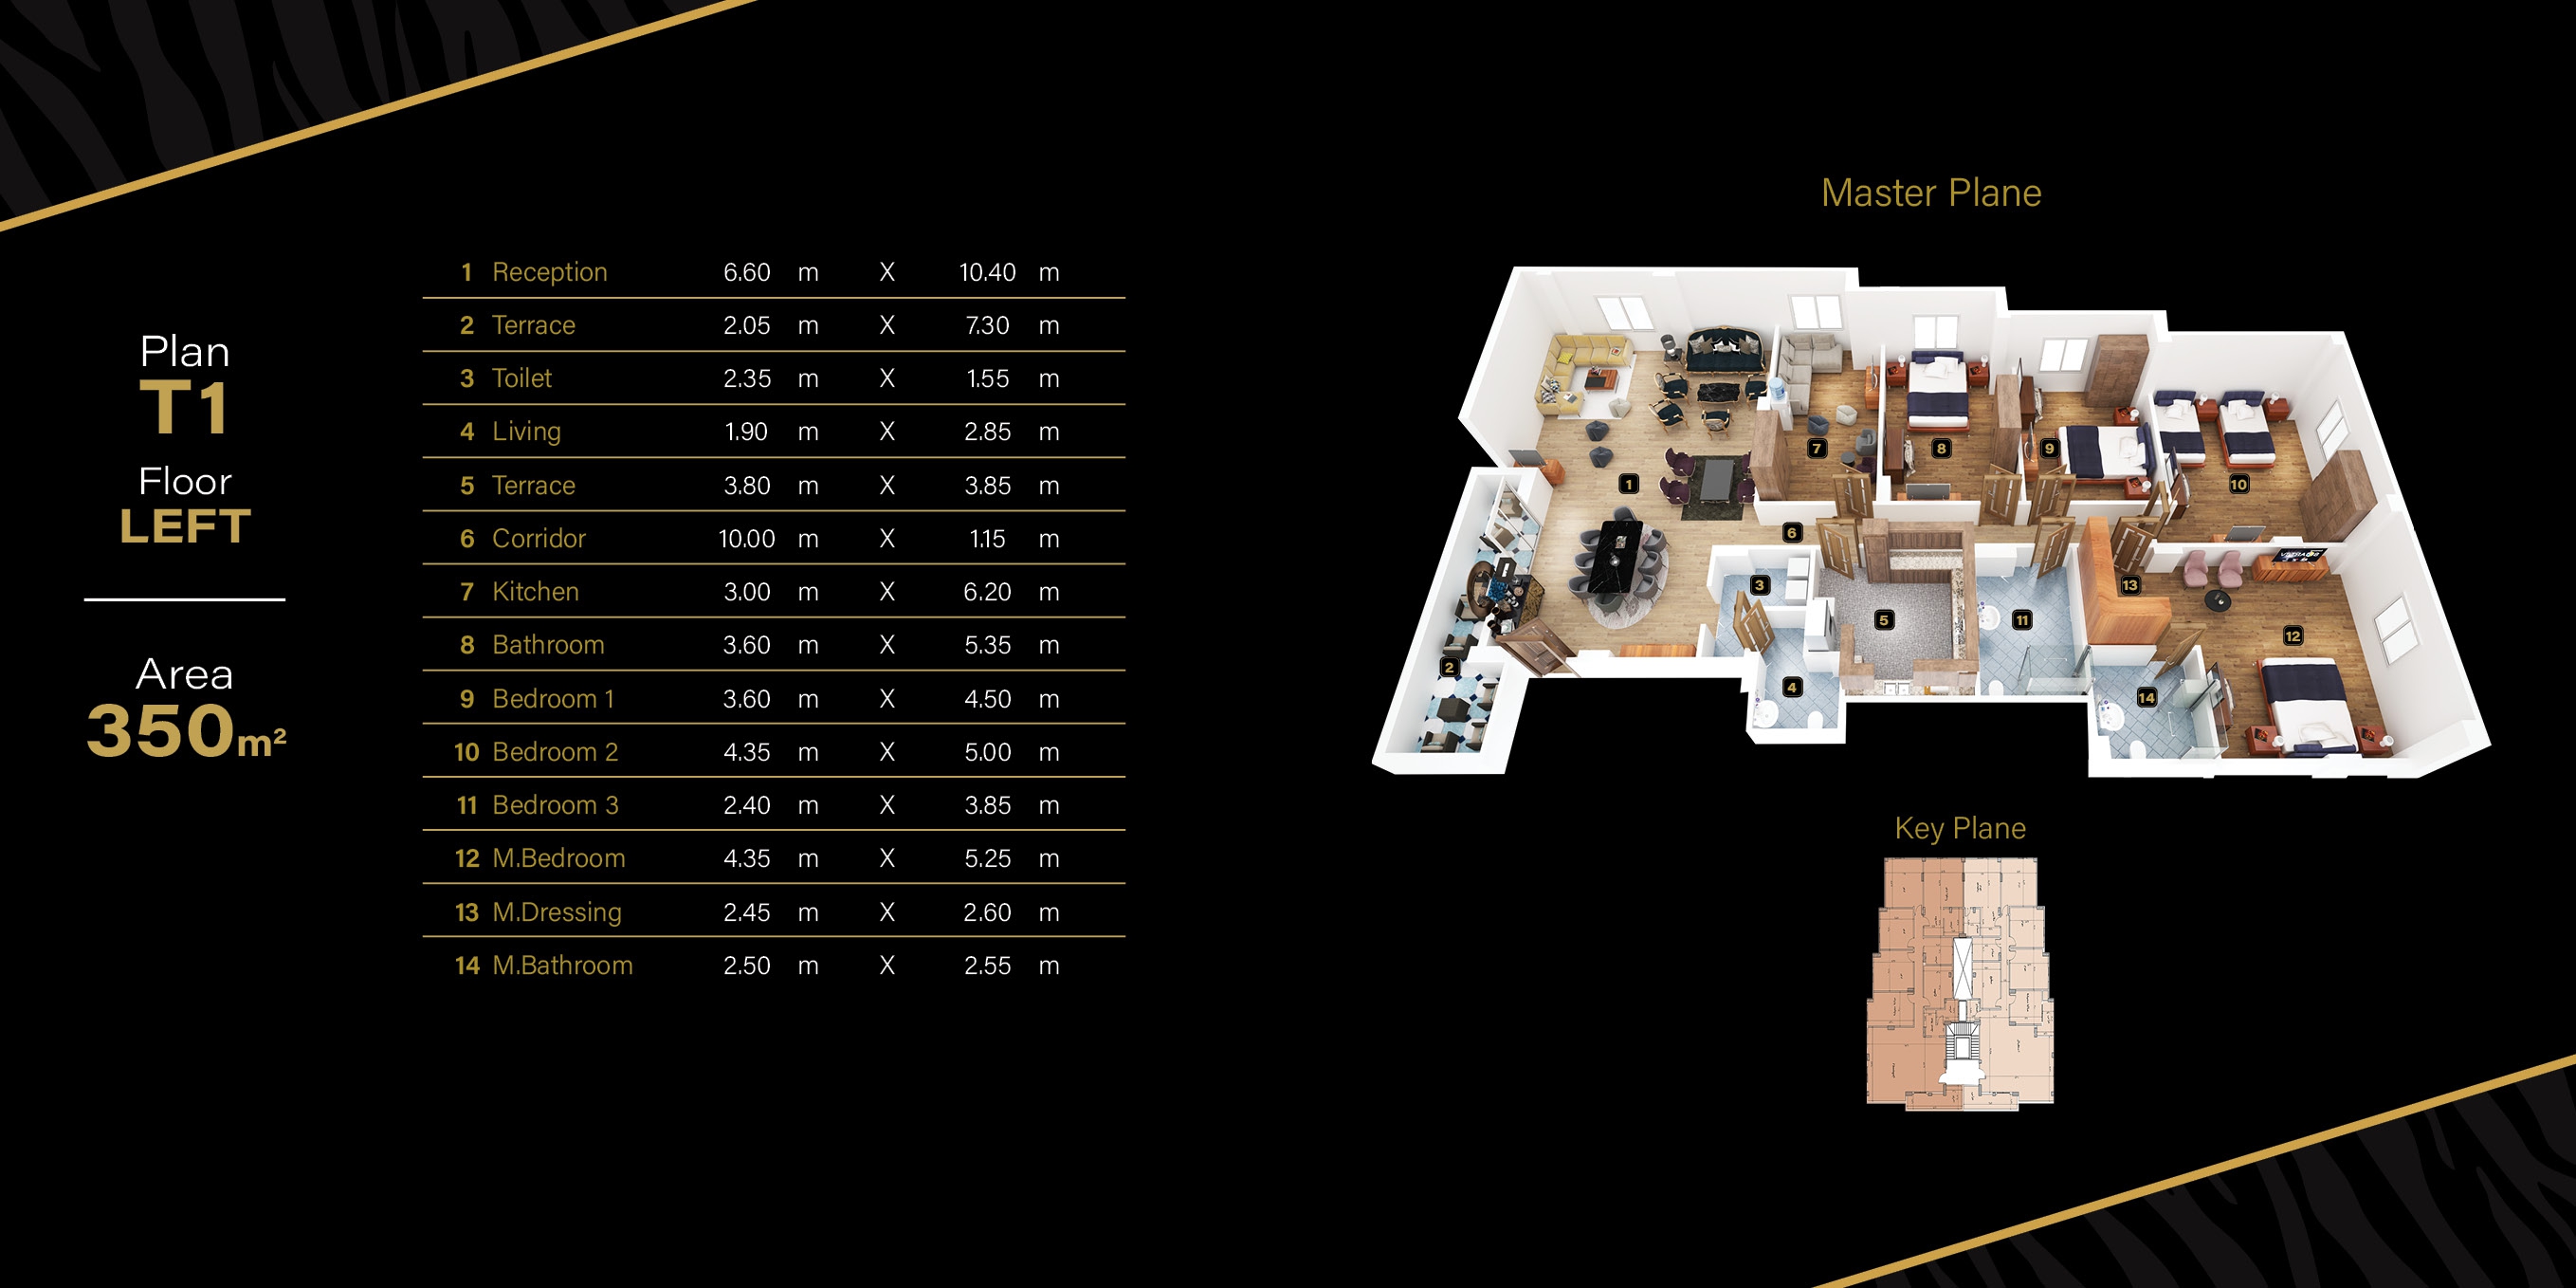 Plan
T1
Floor
LEFT
Area
350m²
1 Reception 6.60 m X 10.40 m
2 Terrace 2.05 m X 7.30 m
3 Toilet 2.35 m X 1.55 m
4 Living 1.90 m X 2.85 m
5 Terrace 3.80 m X 3.85 m
6 Corridor 10.00 m X 1.15 m
7 Kitchen 3.00 m X 6.20 m
8 Bathroom 3.60 m X 5.35 m
9 Bedroom 1 3.60 m X 4.50 m
10 Bedroom 2 4.35 m X 5.00 m
11 Bedroom 3 2.40 m X 3.85 m
12 M.Bedroom 4.35 m X 5.25 m
13 M.Dressing 2.45 m X 2.60 m
14 M.Bathroom 2.50 m X 2.55 m
Master Plane
7
8
9
10
1
6
3
13
5
11
12
2
4
14
Key Plane